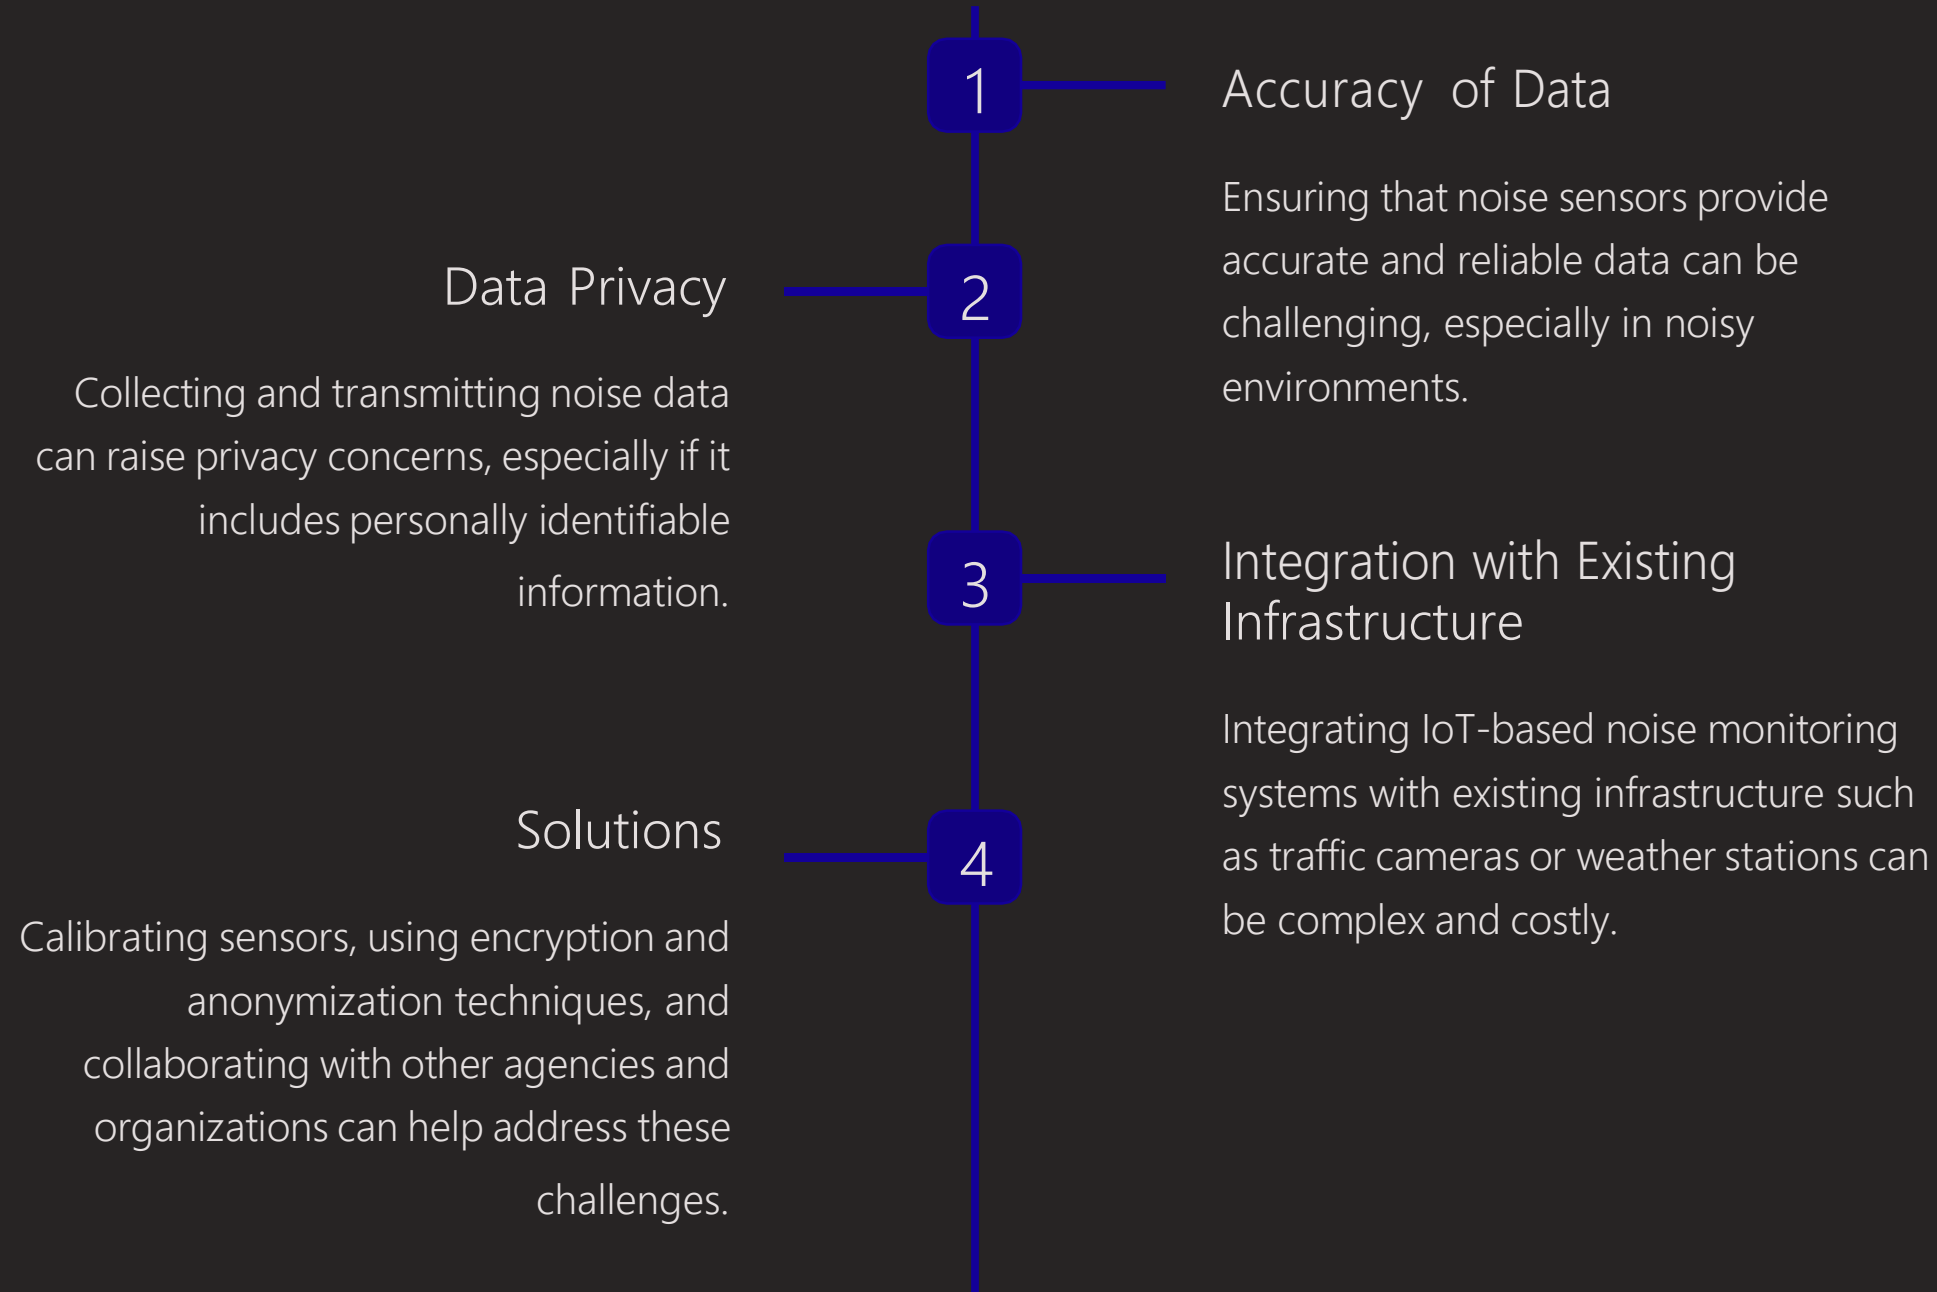 1
Accuracy of Data
Ensuring that noise sensors provide
accurate and reliable data can be
challenging, especially in noisy
environments.
2
Data Privacy
Collecting and transmitting noise data
can raise privacy concerns, especially if it
includes personally identifiable
information.
3
Integration with Existing
Infrastructure
Integrating IoT-based noise monitoring
systems with existing infrastructure such
as traffic cameras or weather stations can
be complex and costly.
4
Solutions
Calibrating sensors, using encryption and
anonymization techniques, and
collaborating with other agencies and
organizations can help address these
challenges.